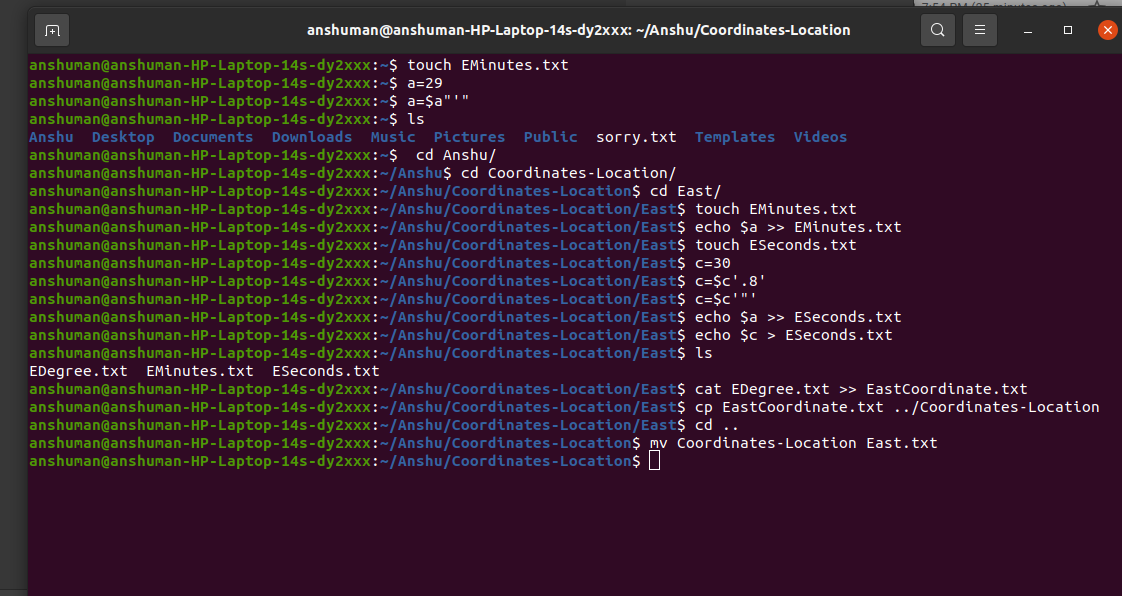 anshuman@anshuman-HP-Laptop-14s-dy2xxx: ~/Anshu/Coordinates-Location
anshuman@anshuman-HP-Laptop-14s-dy2xxx:~$ touch EMinutes.txt
anshuman@anshuman-HP-Laptop-14s-dy2xxx:~$ a=29
anshuman@anshuman-HP-Laptop-14s-dy2xxx:~$ a=$a"'"
anshuman@anshuman-HP-Laptop-14s-dy2xxx:~$ ls
Anshu  Desktop  Documents  Downloads  Music  Pictures  Public  sorry.txt  Templates  Videos
anshuman@anshuman-HP-Laptop-14s-dy2xxx:~$  cd Anshu/
anshuman@anshuman-HP-Laptop-14s-dy2xxx:~/Anshu$ cd Coordinates-Location/
anshuman@anshuman-HP-Laptop-14s-dy2xxx:~/Anshu/Coordinates-Location$ cd East/
anshuman@anshuman-HP-Laptop-14s-dy2xxx:~/Anshu/Coordinates-Location/East$ touch EMinutes.txt
anshuman@anshuman-HP-Laptop-14s-dy2xxx:~/Anshu/Coordinates-Location/East$ echo $a >> EMinutes.txt
anshuman@anshuman-HP-Laptop-14s-dy2xxx:~/Anshu/Coordinates-Location/East$ touch ESeconds.txt
anshuman@anshuman-HP-Laptop-14s-dy2xxx:~/Anshu/Coordinates-Location/East$ c=30
anshuman@anshuman-HP-Laptop-14s-dy2xxx:~/Anshu/Coordinates-Location/East$ c=$c'.8'
anshuman@anshuman-HP-Laptop-14s-dy2xxx:~/Anshu/Coordinates-Location/East$ c=$c'"'
anshuman@anshuman-HP-Laptop-14s-dy2xxx:~/Anshu/Coordinates-Location/East$ echo $a >> ESeconds.txt
anshuman@anshuman-HP-Laptop-14s-dy2xxx:~/Anshu/Coordinates-Location/East$ echo $c > ESeconds.txt
anshuman@anshuman-HP-Laptop-14s-dy2xxx:~/Anshu/Coordinates-Location/East$ ls
EDegree.txt  EMinutes.txt  ESeconds.txt
anshuman@anshuman-HP-Laptop-14s-dy2xxx:~/Anshu/Coordinates-Location/East$ cat EDegree.txt >> EastCoordinate.txt
anshuman@anshuman-HP-Laptop-14s-dy2xxx:~/Anshu/Coordinates-Location/East$ cp EastCoordinate.txt ../Coordinates-Location
anshuman@anshuman-HP-Laptop-14s-dy2xxx:~/Anshu/Coordinates-Location/East$ cd ..
anshuman@anshuman-HP-Laptop-14s-dy2xxx:~/Anshu/Coordinates-Location$ mv Coordinates-Location East.txt
anshuman@anshuman-HP-Laptop-14s-dy2xxx:~/Anshu/Coordinates-Location$